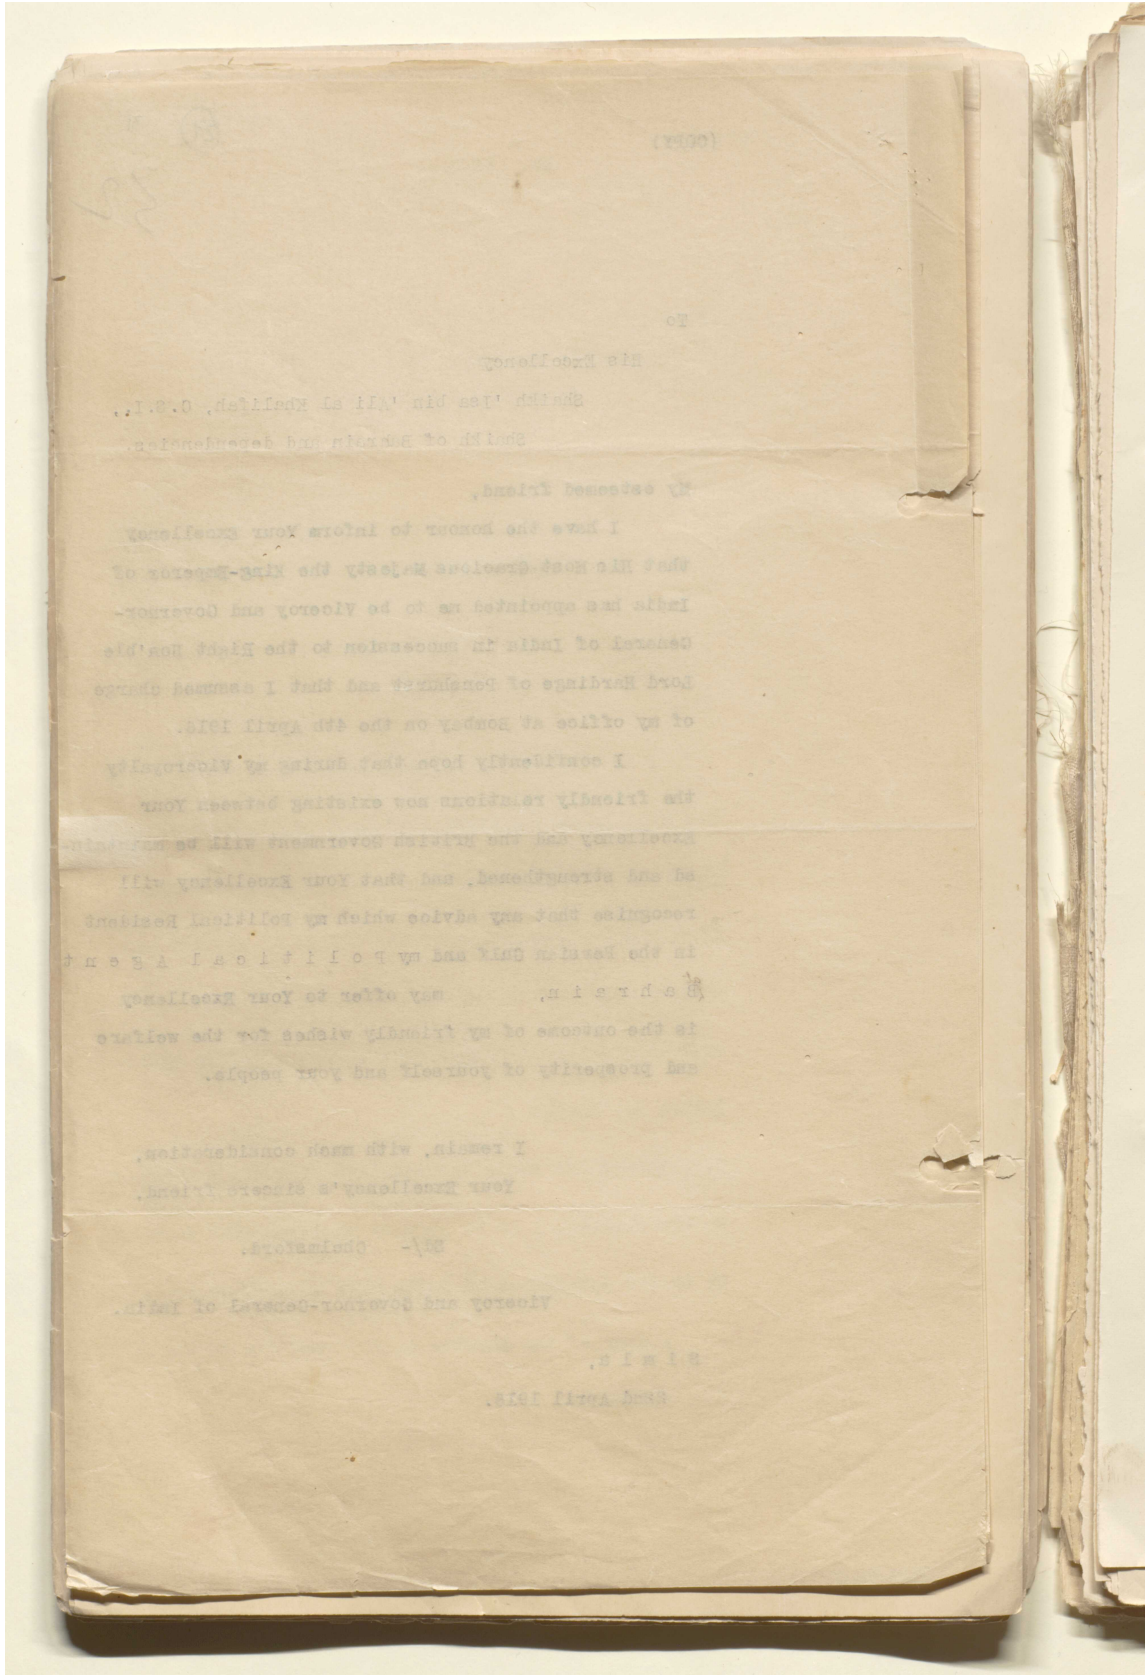 (COPY)
To
His Excellency
Shaikh 'Isa bin 'Ali al Khalifah, C.S.I.,
Shaikh of Bahrain and dependencies.
My esteemed friend,
I have the honour to inform Your Excellency
that His Most Gracious Majesty the King-Emperor of
India has appointed me to be Viceroy and Governor-
General of India in succession to the Right Hon'ble
Lord Hardinge of Penshurst and that I assumed charge
of my office at Bombay on the 4th April 1916.
I confidently hope that during my viceroyalty
the friendly relations now existing between Your
Excellency and the British Government will be maintain-
ed and strengthened, and that Your Excellency will
recognise that any advice which my Political Resident
in the Persian Gulf and my P o l i t i c a l A g e n t
B a h r a i n, may offer to Your Excellency
is the outcome of my friendly wishes for the welfare
and prosperity of yourself and your people.
I remain, with much consideration,
Your Excellency's sincere friend,
Sd/- Chelmsford.
Viceroy and Governor-General of India.
S i m l a,
22nd April 1916.